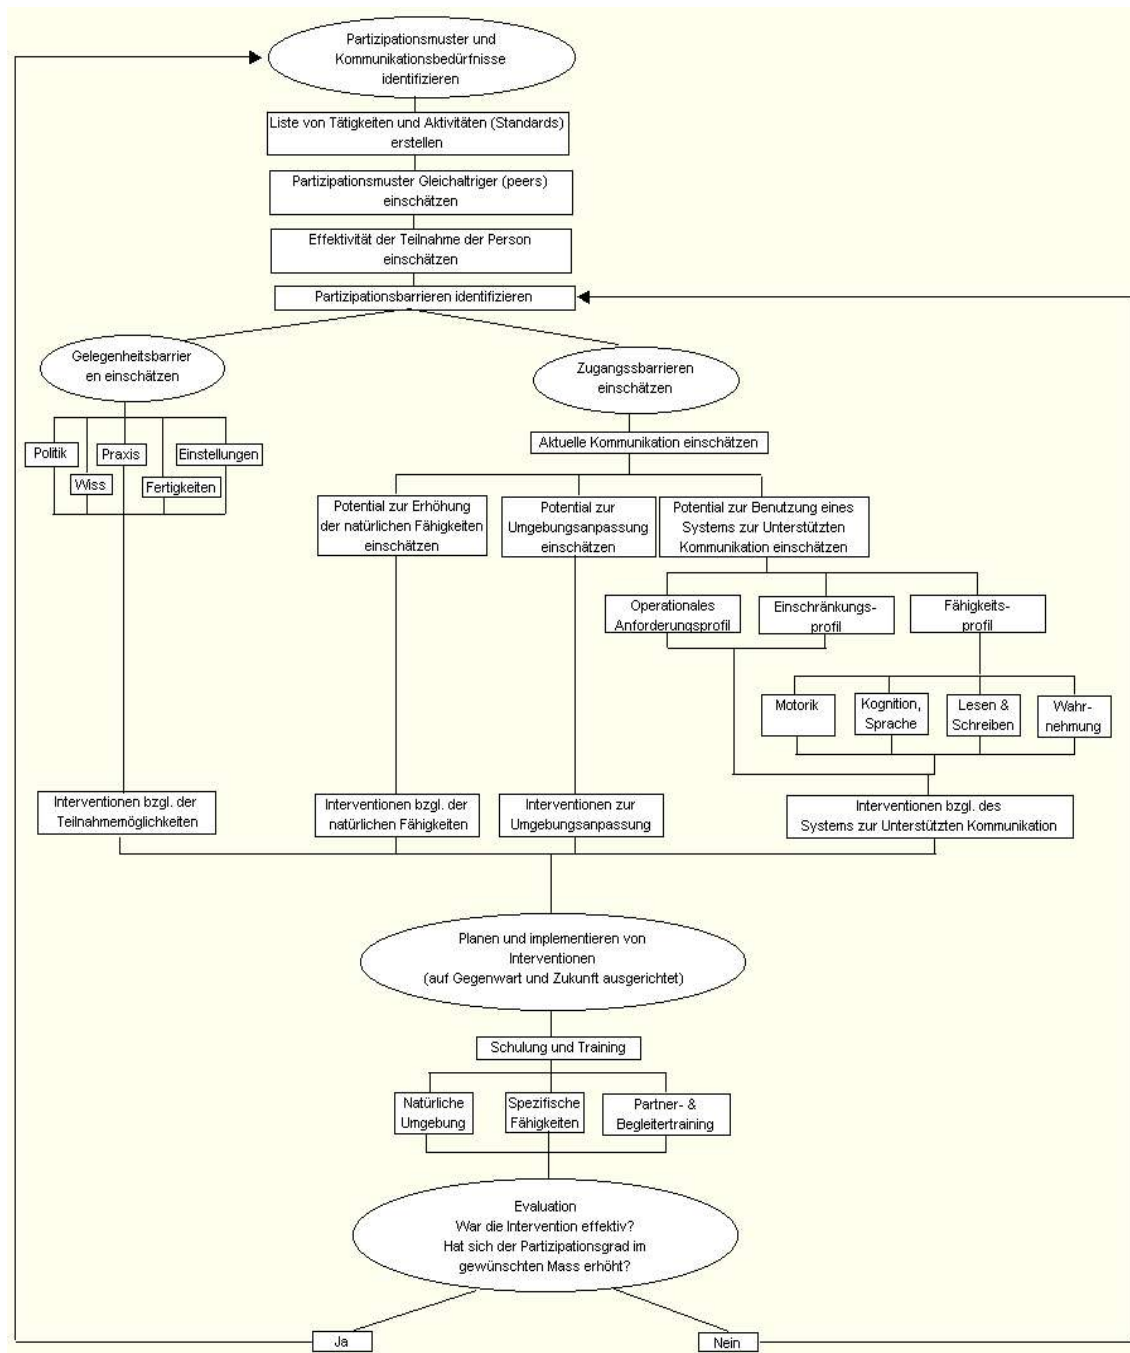 Partizipationsmuster und
Kommunikationsbedürfnisse
identifizieren
Liste von Tätigkeiten und Aktivitäten (Standards)
erstellen
Partizipationsmuster Gleichaltriger (peers)
einschätzen
Effektivität der Teilnahme der Person
einschätzen
Partizipationsbarrieren identifizieren
Gelegenheitsbarrier
en einschätzen
Zugangssbarrieren
einschätzen
Politik
Wiss
Praxis
Fertigkeiten
Einstellungen
Aktuelle Kommunikation einschätzen
Potential zur Erhöhung
der natürlichen Fähigkeiten
einschätzen
Potential zur
Umgebungsanpassung
einschätzen
Potential zur Benutzung eines
Systems zur Unterstützten
Kommunikation einschätzen
Operationales
Anforderungsprofil
Einschränkungs-
profil
Fähigkeits-
profil
Motorik
Kognition,
Sprache
Lesen &
Schreiben
Wahr-
nehmung
Interventionen bzgl. der
Teilnahmemöglichkeiten
Interventionen bzgl. der
natürlichen Fähigkeiten
Interventionen zur
Umgebungsanpassung
Interventionen bzgl. des
Systems zur Unterstützten Kommunikation
Planen und implementieren von
Interventionen
(auf Gegenwart und Zukunft ausgerichtet)
Schulung und Training
Natürliche
Umgebung
Spezifische
Fähigkeiten
Partner- &
Begleitertraining
Evaluation
War die Intervention effektiv?
Hat sich der Partizipationsgrad im
gewünschten Mass erhöht?
Ja
Nein